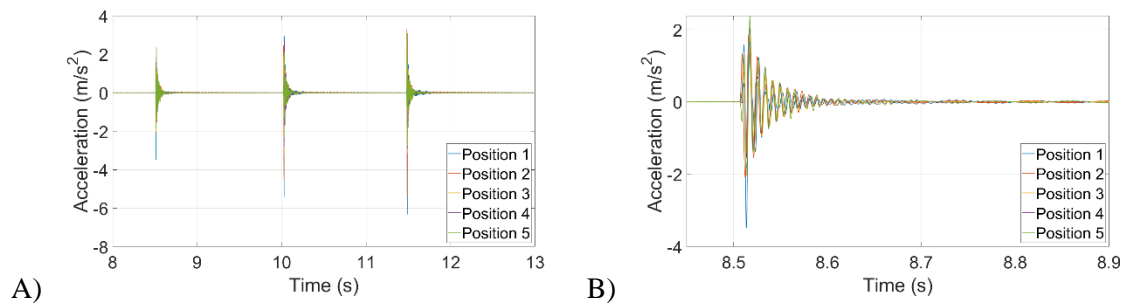 4
2
0
-2
-4
-6
-8
Acceleration (m/s²)
8 9 10 11 12 13
Time (s)
Position 1
Position 2
Position 3
Position 4
Position 5
A)
2
0
-2
-4
Acceleration (m/s²)
8.5 8.6 8.7 8.8 8.9
Time (s)
Position 1
Position 2
Position 3
Position 4
Position 5
B)